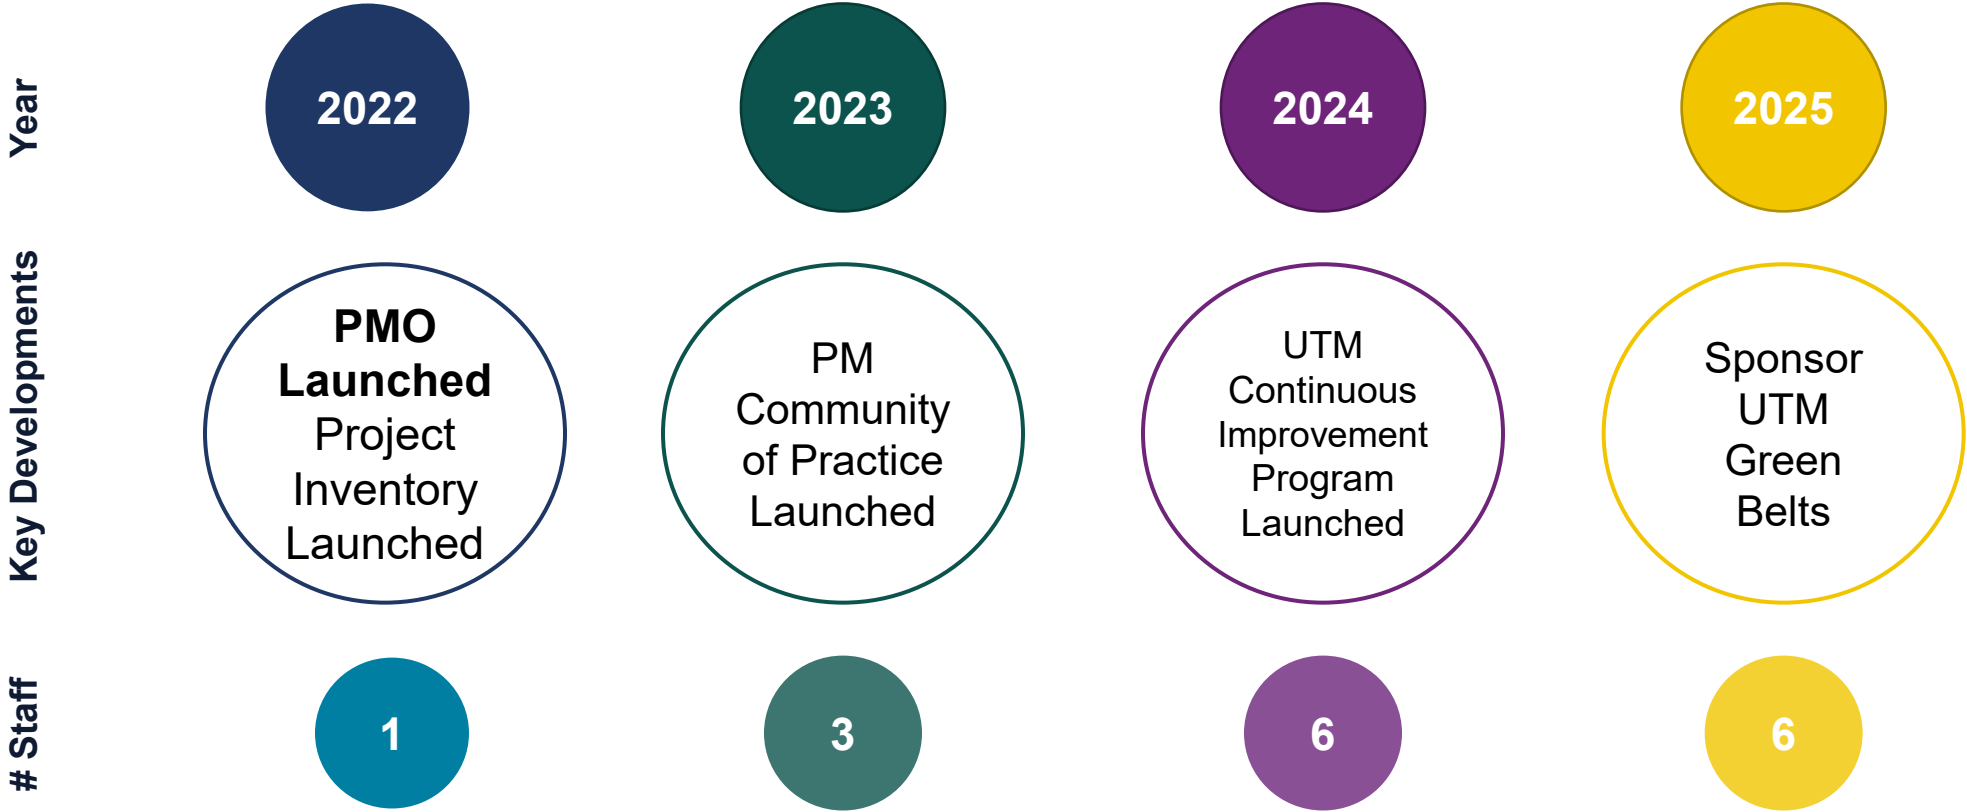 Year
2022
2023
2024
2025
Key Developments
PMO
Launched
Project
Inventory
Launched
PM
Community
of Practice
Launched
UTM
Continuous
Improvement
Program
Launched
Sponsor
UTM
Green
Belts
# Staff
1
3
6
6